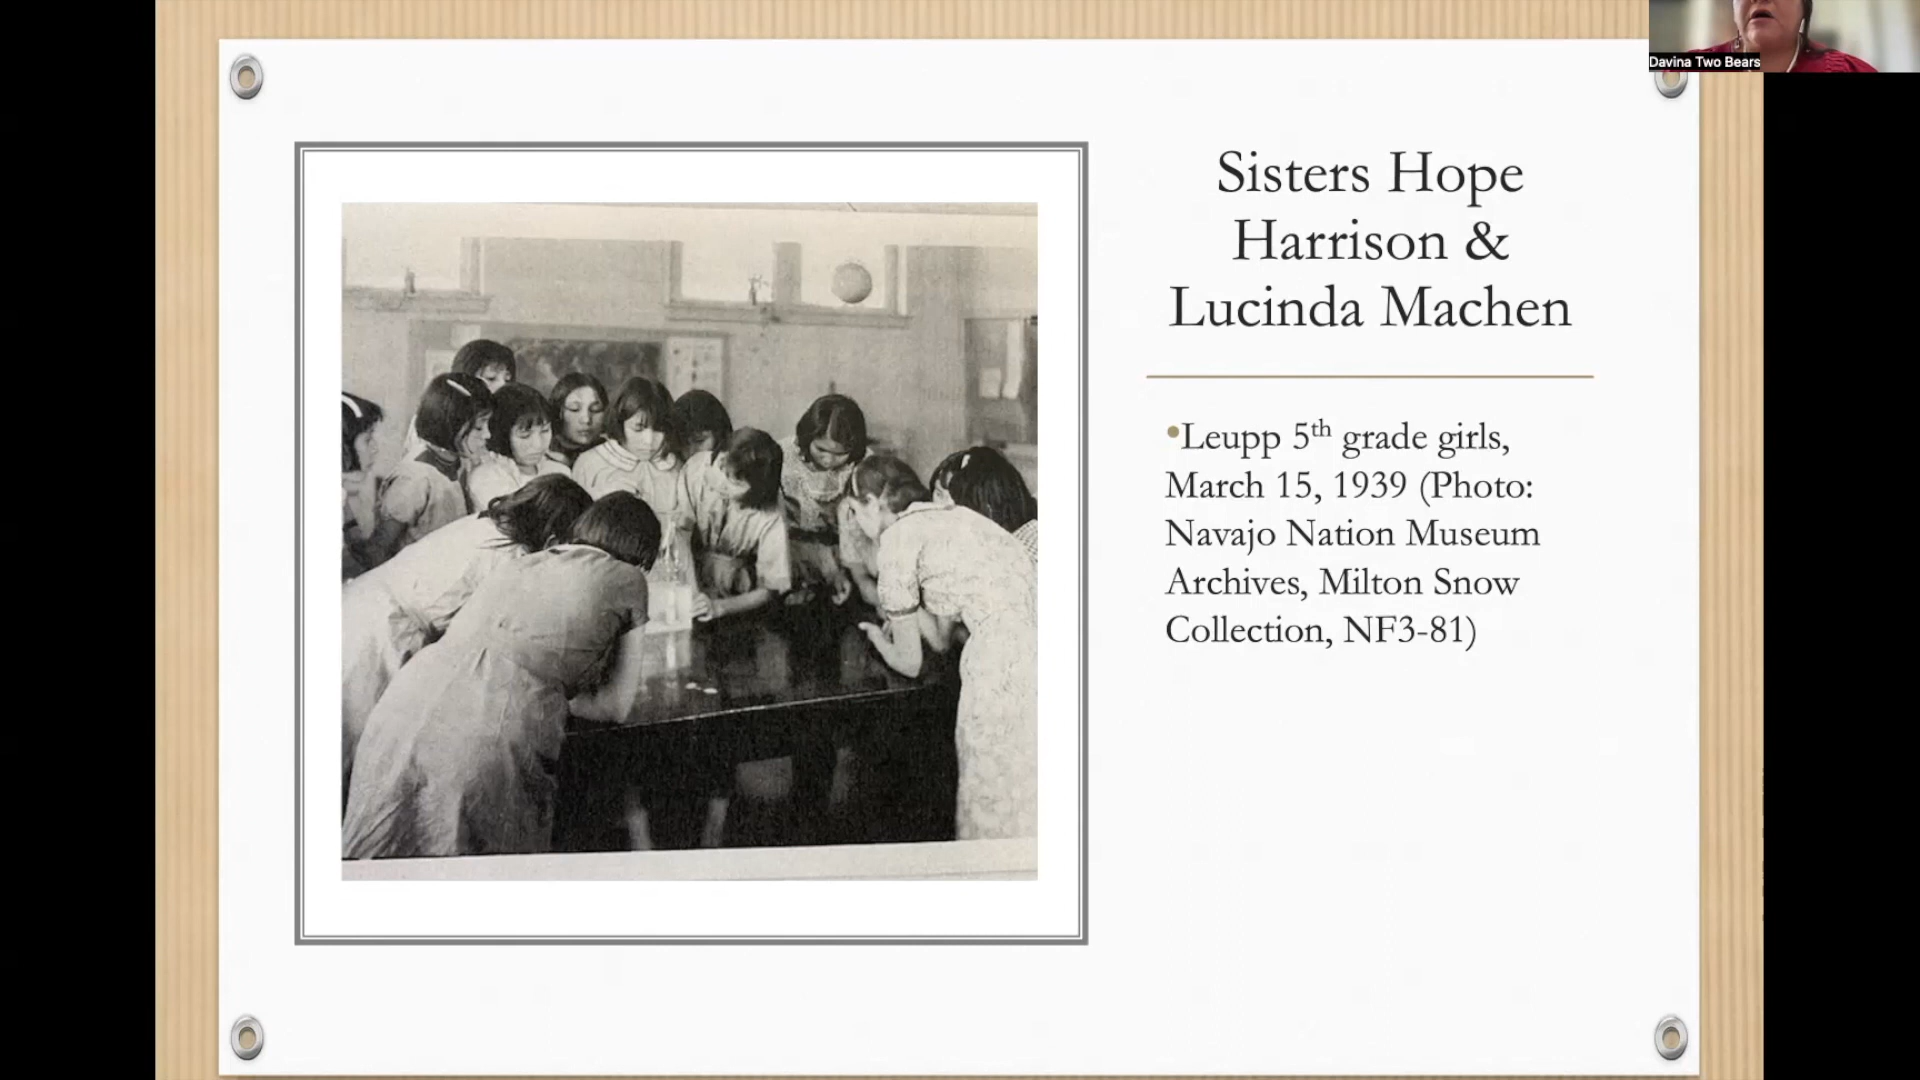 Davina Two Bears
Sisters Hope
Harrison &
Lucinda Machen
•Leupp 5th grade girls,
March 15, 1939 (Photo:
Navajo Nation Museum
Archives, Milton Snow
Collection, NF3-81)